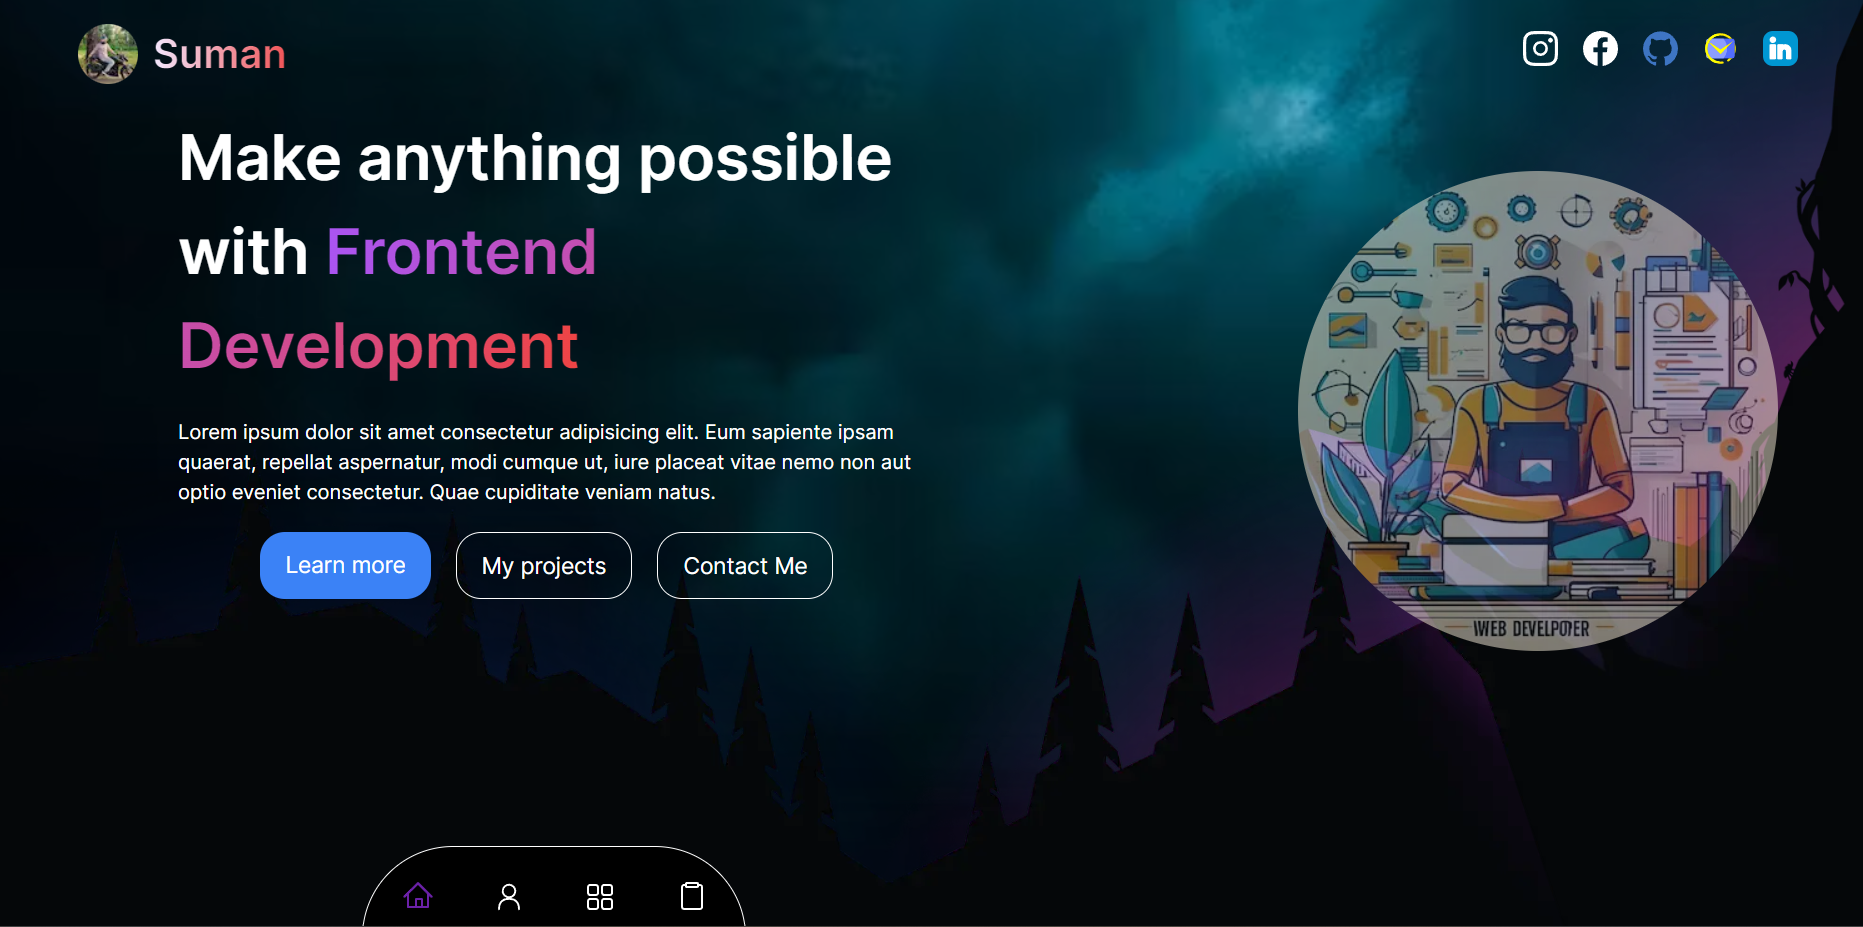 Suman
Make anything possible
with Frontend
Development
Lorem ipsum dolor sit amet consectetur adipisicing elit. Eum sapiente ipsam
quaerat, repellat aspernatur, modi cumque ut, iure placeat vitae nemo non aut
optio eveniet consectetur. Quae cupiditate veniam natus.
Learn more
My projects
Contact Me
WEB DEVELPOTER